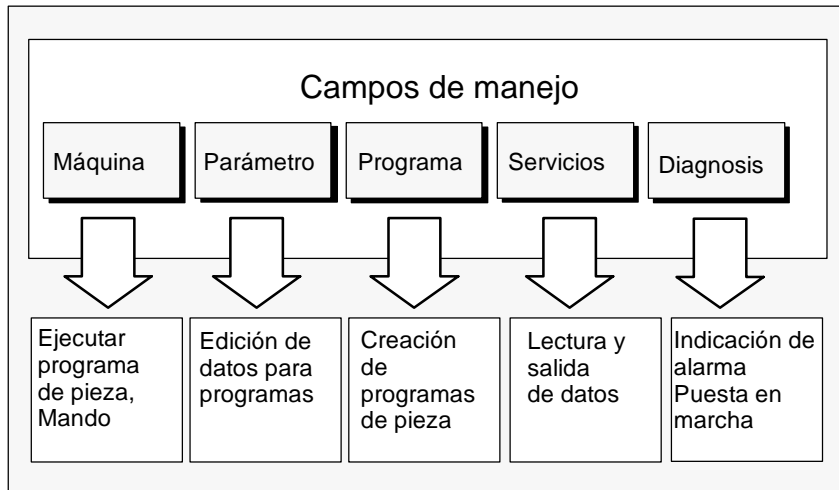 Campos de manejo
Máquina
Parámetro
Programa
Servicios
Diagnosis
Ejecutar
programa
de pieza,
Mando
Edición de
datos para
programas
Creación
de
programas
de pieza
Lectura y
salida
de datos
Indicación de
alarma
Puesta en
marcha